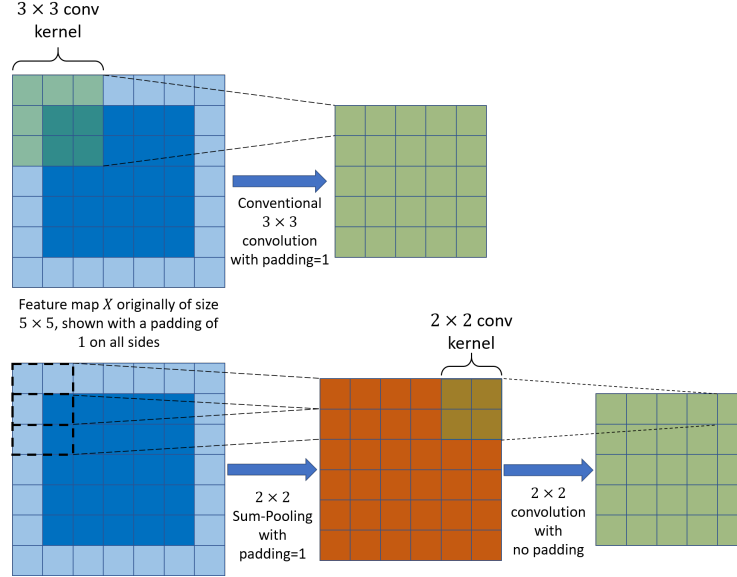 3 × 3 conv
kernel
Conventional
3 × 3
convolution
with padding=1
Feature map X originally of size
5 × 5, shown with a padding of
1 on all sides
2 × 2 conv
kernel
2 × 2
Sum-Pooling
with
padding=1
2 × 2
convolution
with
no padding